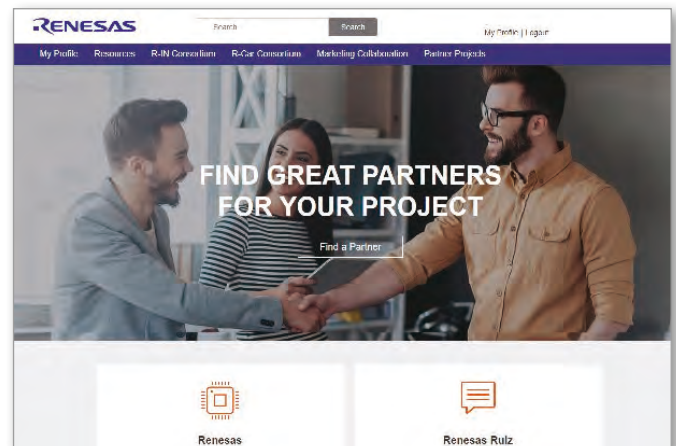 RENESAS
Search
Search
My Profile | Logout
My Profile
Resources
R-IN Consortium
R-Car Consortium
Marketing Collaboration
Partner Projects
FIND GREAT PARTNERS
FOR YOUR PROJECT
Find a Partner
Renesas
Renesas Rulz